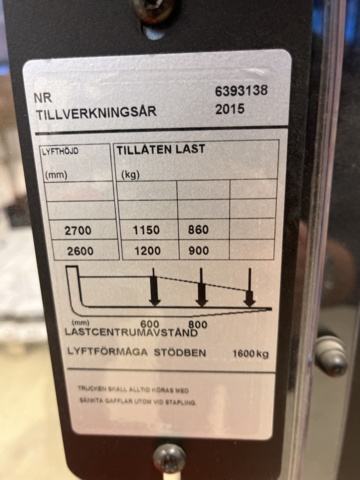 NR 6393138
TILLVERKNINGSÅR 2015
LYFTHÖJD TILLÅTEN LAST
(mm) (kg)
2700 1150 860
2600 1200 900
(mm) 600 800
LASTCENTRUMAVSTÅND
LYFTFÖRMÅGA STÖDBEN 1600 kg
TRUCKEN SKALL ALLTID KÖRAS MED
SÄNKTA GAFFLAR UTOM VID STAPLING.